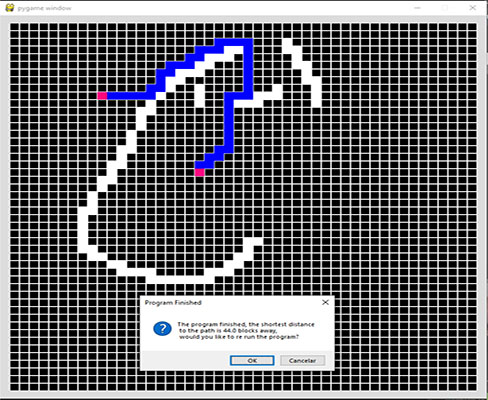 pygame window
Program Finished
The program finished, the shortest distance
to the path is 44.0 blocks away,
would you like to re run the program?
OK
Cancelar